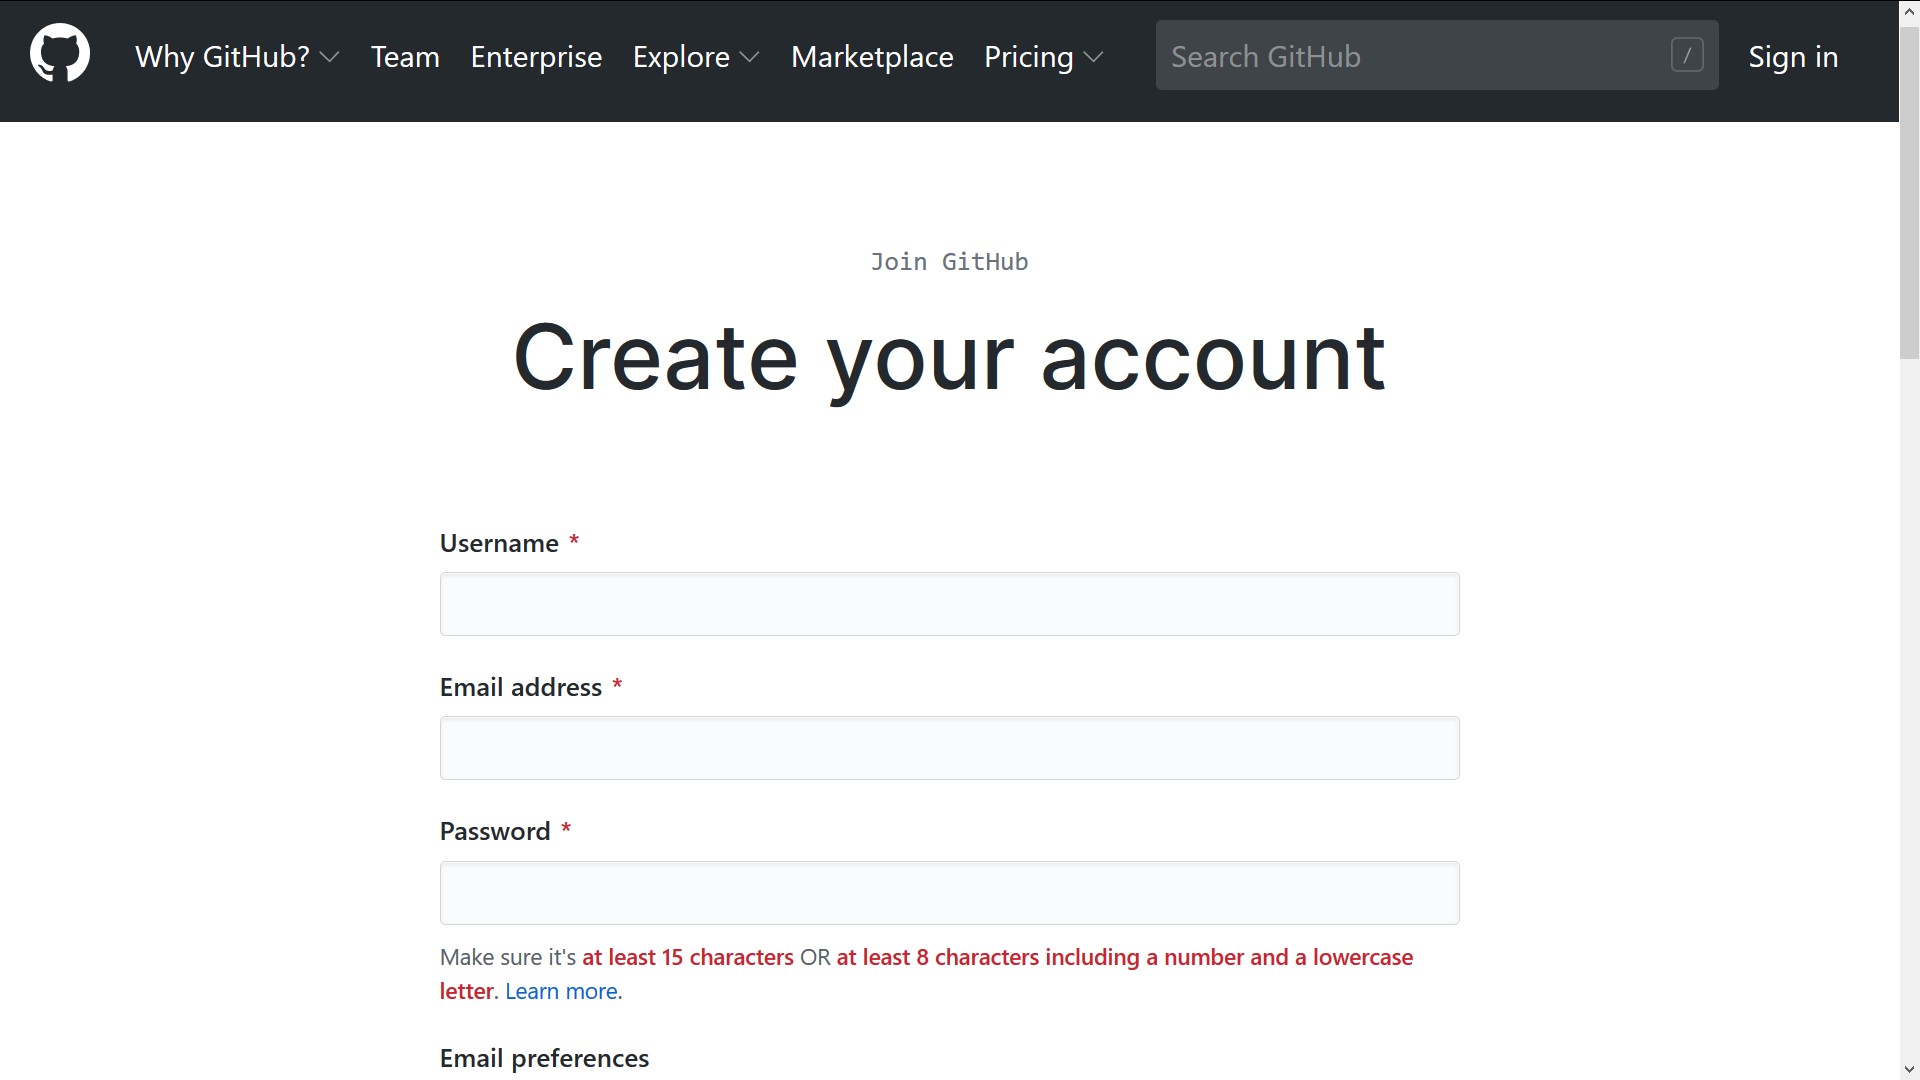 Why GitHub? Team Enterprise Explore Marketplace Pricing Search GitHub / Sign in
Join GitHub
Create your account
Username *
Email address *
Password *
Make sure it's at least 15 characters OR at least 8 characters including a number and a lowercase
letter. Learn more.
Email preferences